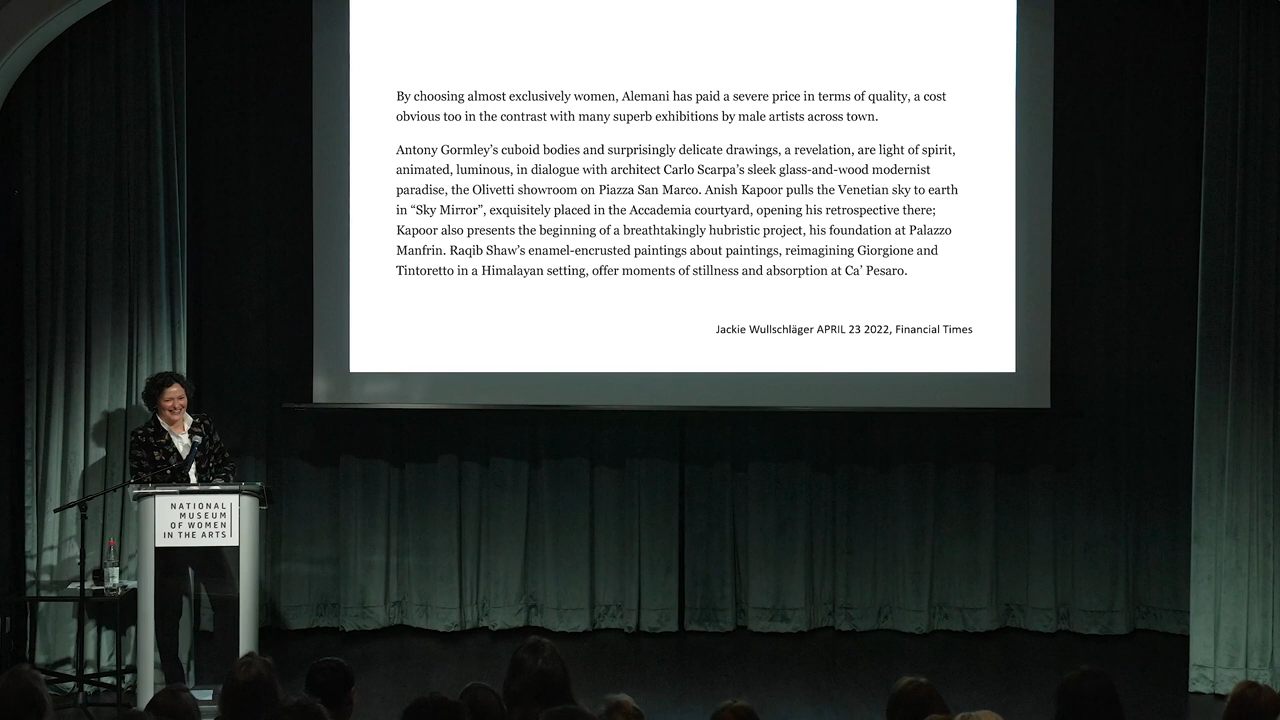 By choosing almost exclusively women, Alemani has paid a severe price in terms of quality, a cost
obvious too in the contrast with many superb exhibitions by male artists across town.
Antony Gormley’s cuboid bodies and surprisingly delicate drawings, a revelation, are light of spirit,
animated, luminous, in dialogue with architect Carlo Scarpa’s sleek glass-and-wood modernist
paradise, the Olivetti showroom on Piazza San Marco. Anish Kapoor pulls the Venetian sky to earth
in “Sky Mirror”, exquisitely placed in the Accademia courtyard, opening his retrospective there;
Kapoor also presents the beginning of a breathtakingly hubristic project, his foundation at Palazzo
Manfrin. Raqib Shaw’s enamel-encrusted paintings about paintings, reimagining Giorgione and
Tintoretto in a Himalayan setting, offer moments of stillness and absorption at Ca’ Pesaro.
Jackie Wullschläger APRIL 23 2022, Financial Times
NATIONAL
MUSEUM
OF WOMEN
IN THE ARTS